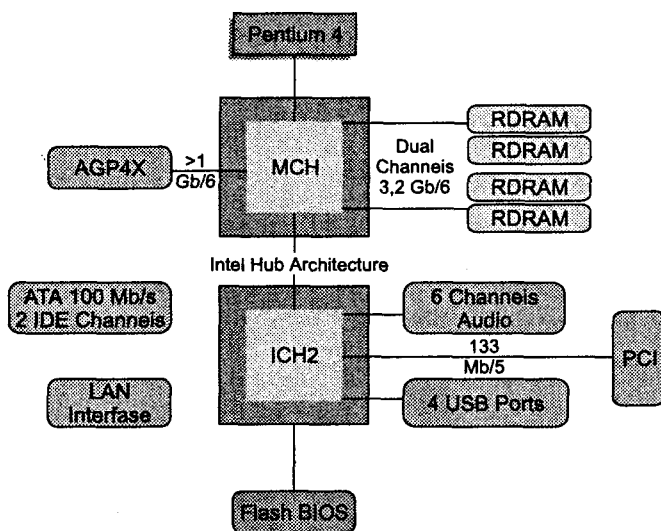 Pentium 4
RDRAM
RDRAM
RDRAM
RDRAM
Dual
Channeis
3,2 Gb/6
AGP4X
>1
Gb/6
MCH
Intel Hub Architecture
ATA 100 Mb/s
2 IDE Channels
6 Channeis
Audio
ICH2
133
Mb/5
PCI
LAN
Interfase
4 USB Ports
Flash BIOS